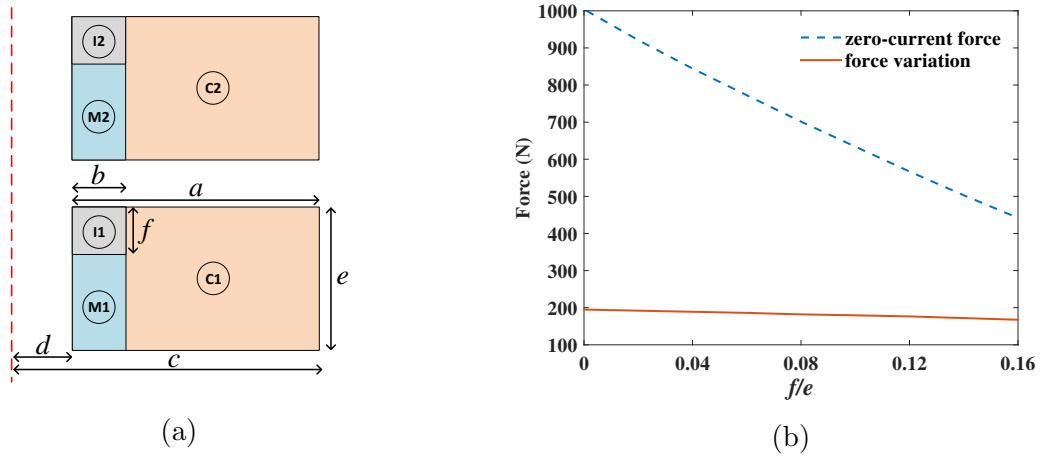 I2
C2
M2
b
a
I1
f
C1
e
M1
d
c
(a)
1000
900
800
700
600
500
400
300
200
100
Force (N)
zero-current force
force variation
0
0.04
0.08
0.12
0.16
f/e
(b)